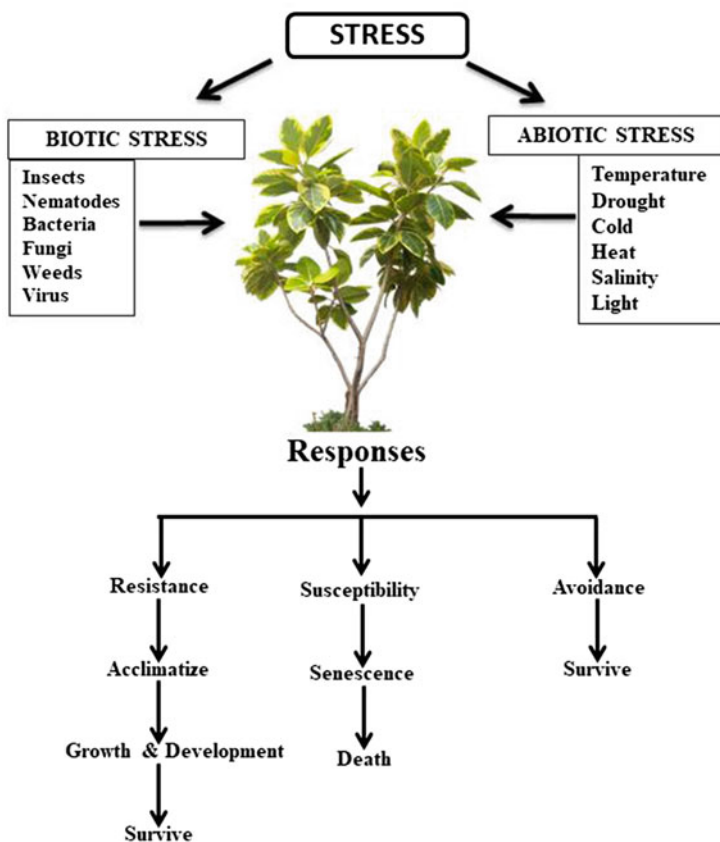 STRESS
BIOTIC STRESS
Insects
Nematodes
Bacteria
Fungi
Weeds
Virus
ABIOTIC STRESS
Temperature
Drought
Cold
Heat
Salinity
Light
Responses
Resistance
Acclimatize
Growth & Development
Survive
Susceptibility
Senescence
Death
Avoidance
Survive